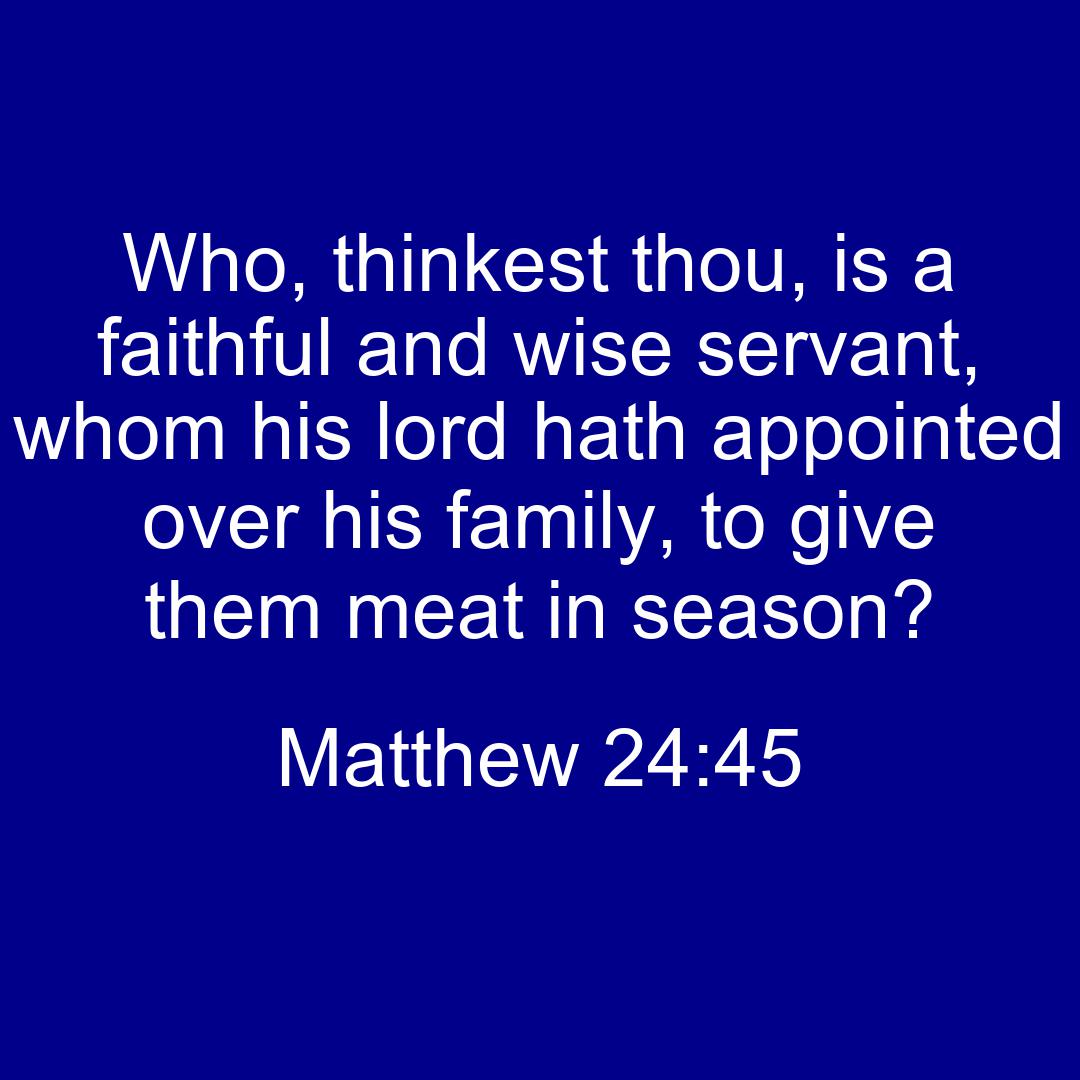 Who, thinkest thou, is a
faithful and wise servant,
whom his lord hath appointed
over his family, to give
them meat in season?
Matthew 24:45